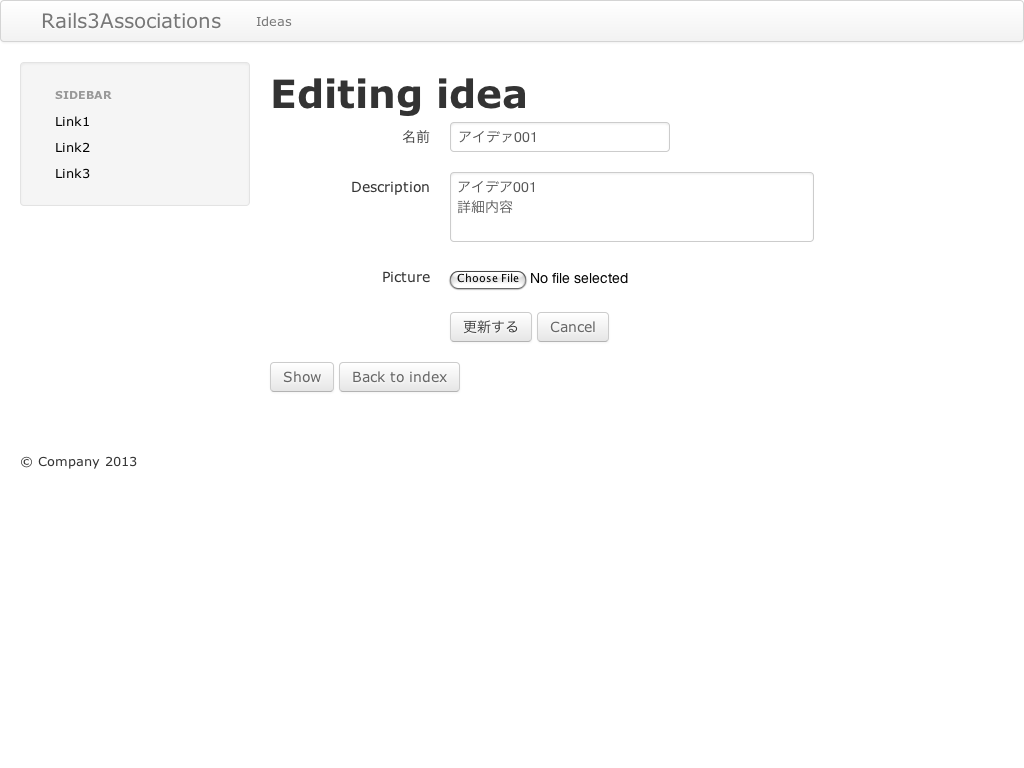 Rails3Associations Ideas
SIDEBAR
Link1
Link2
Link3
Editing idea
名前 アイデァ001
Description アイデア001
詳細内容
Picture Choose File No file selected
更新する Cancel
Show Back to index
© Company 2013